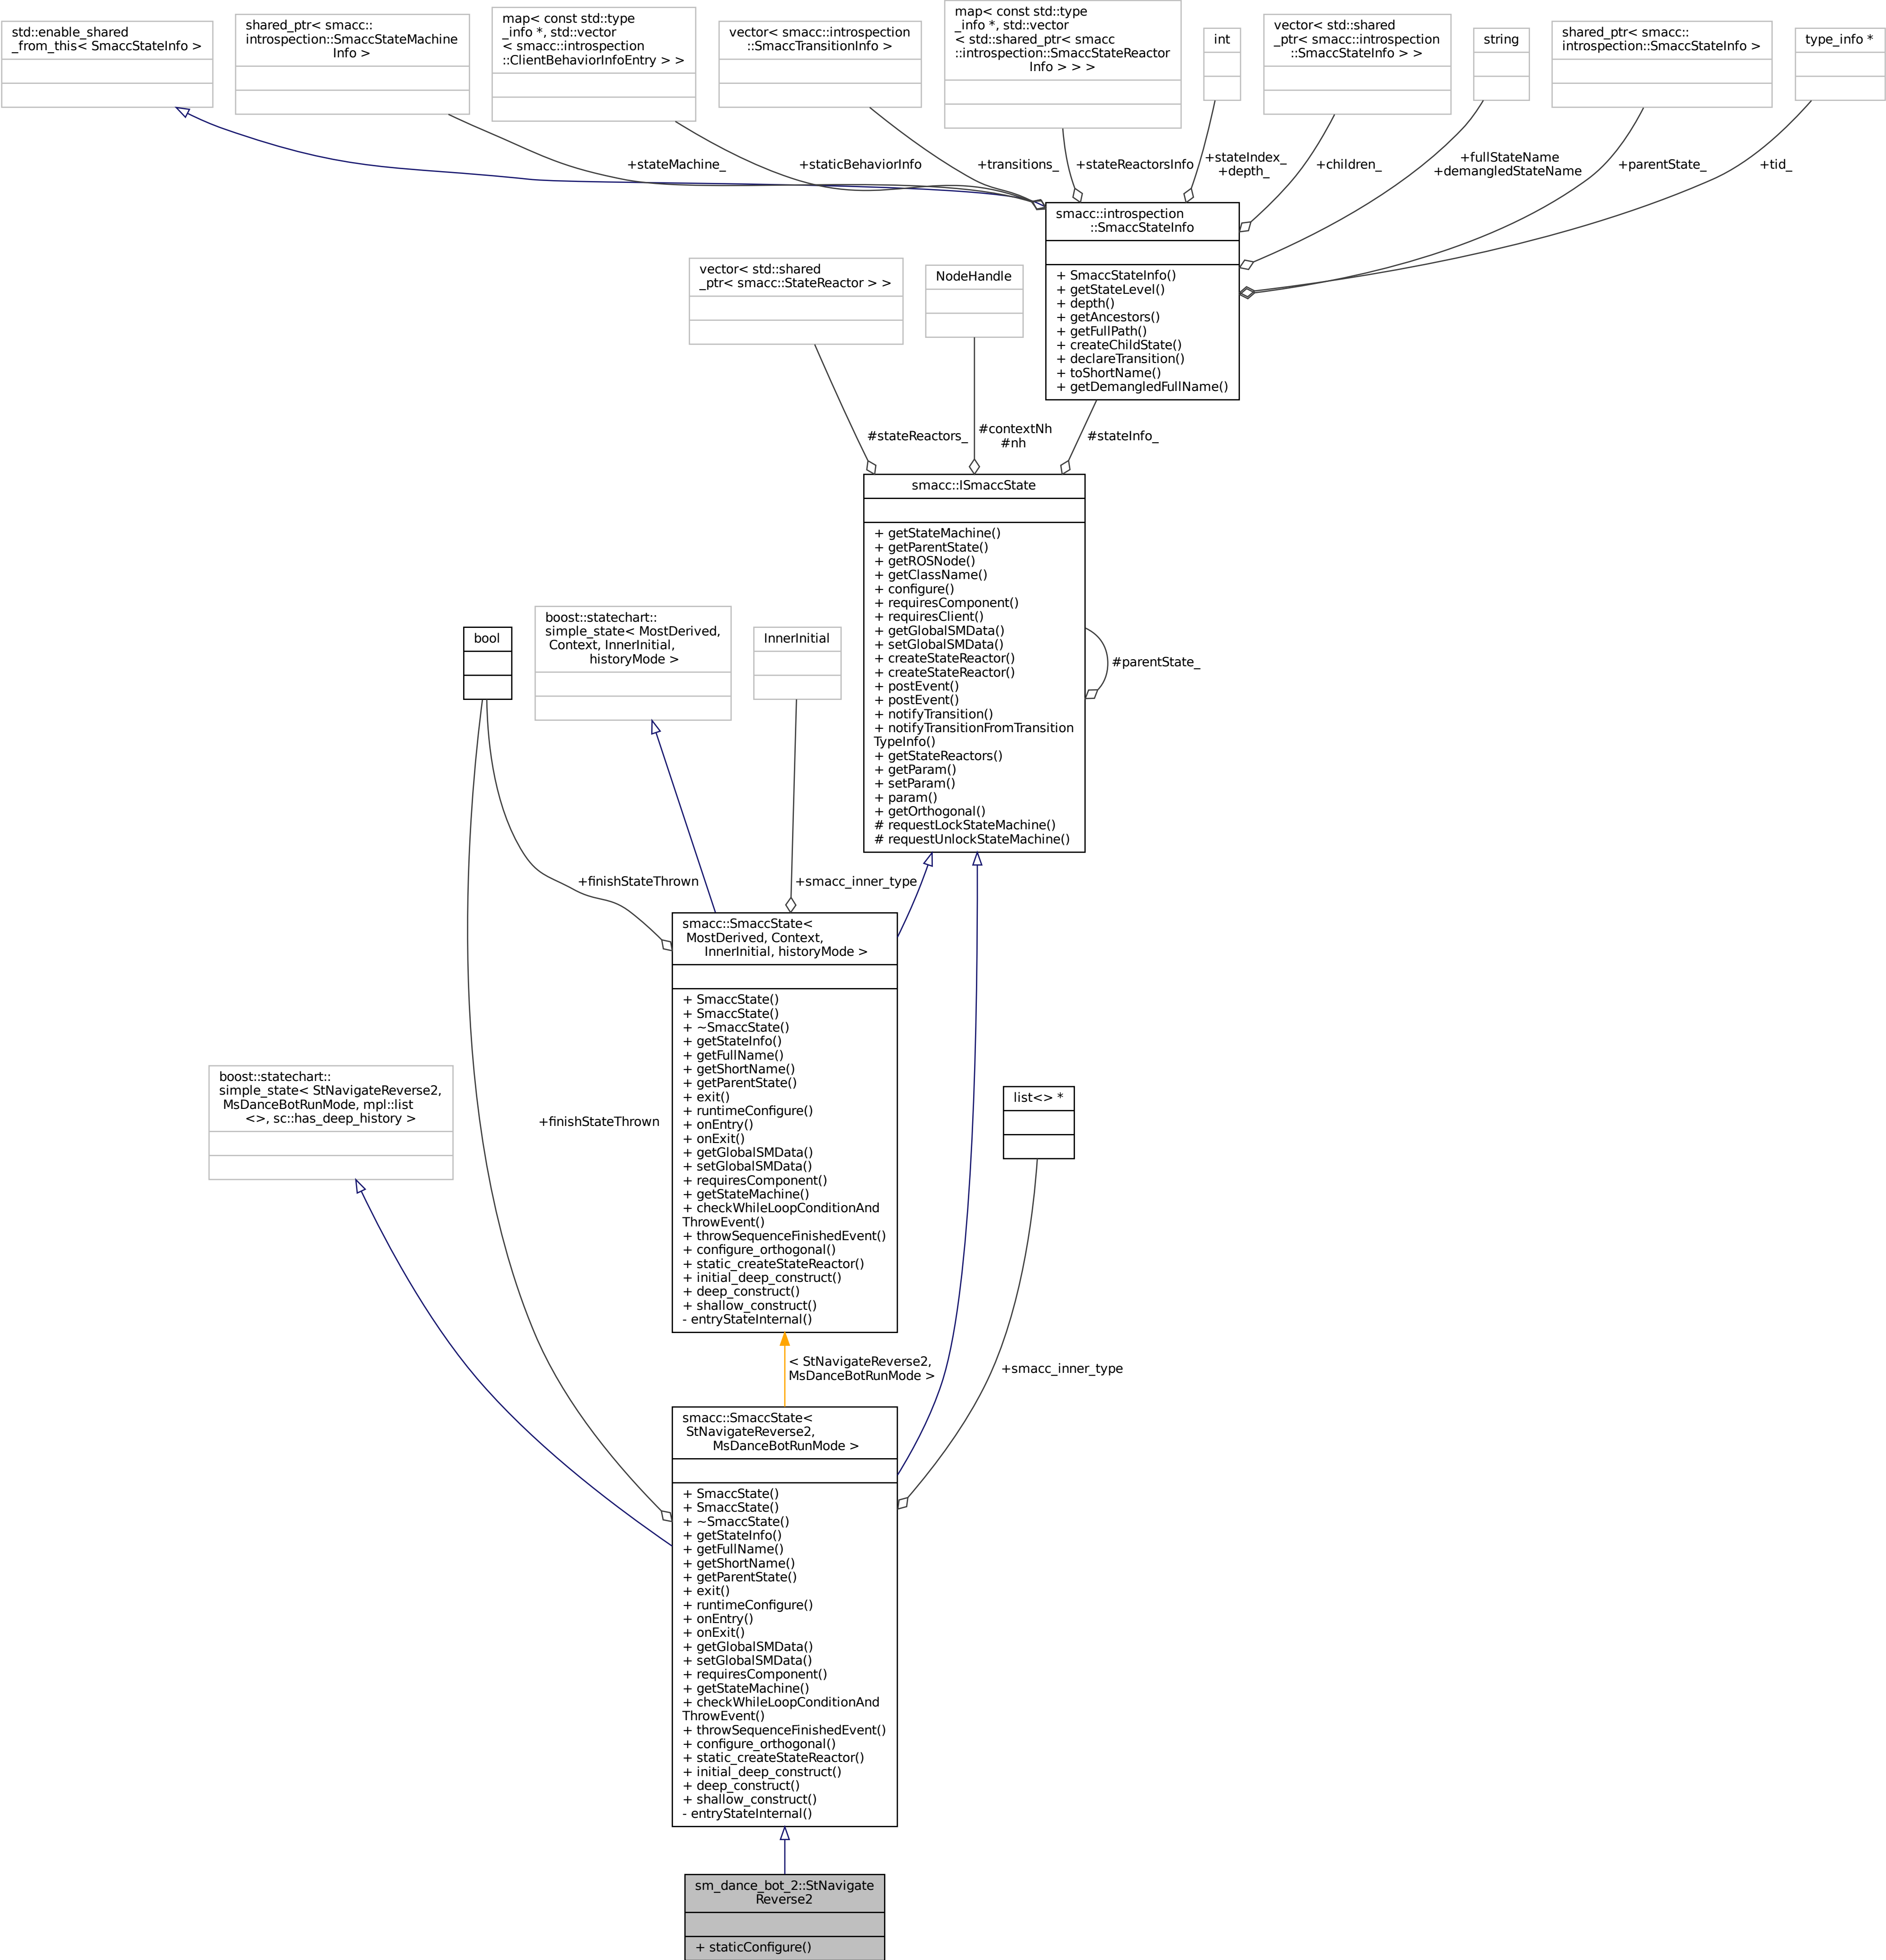 std::enable_shared
_from_this< SmaccStateInfo >
shared_ptr< smacc::
introspection::SmaccStateMachine
Info >
map< const std::type
_info *, std::vector
< smacc::introspection
::ClientBehaviorInfoEntry > >
vector< smacc::introspection
::SmaccTransitionInfo >
map< const std::type
_info *, std::vector
< std::shared_ptr< smacc
::introspection::SmaccStateReactor
Info > > >
int
vector< std::shared
_ptr< smacc::introspection
::SmaccStateInfo > >
string
shared_ptr< smacc::
introspection::SmaccStateInfo >
type_info *
+stateMachine_
+staticBehaviorInfo
+transitions_
+stateReactorsInfo
+stateIndex_
+depth_
+children_
+fullStateName
+demangledStateName
+parentState_
+tid_
smacc::introspection
::SmaccStateInfo
+ SmaccStateInfo()
+ getStateLevel()
+ depth()
+ getAncestors()
+ getFullPath()
+ createChildState()
+ declareTransition()
+ toShortName()
+ getDemangledFullName()
vector< std::shared
_ptr< smacc::StateReactor > >
NodeHandle
#stateReactors_
#contextNh
#nh
#stateInfo_
smacc::ISmaccState
+ getStateMachine()
+ getParentState()
+ getROSNode()
+ getClassName()
+ configure()
+ requiresComponent()
+ requiresClient()
+ getGlobalSMData()
+ setGlobalSMData()
+ createStateReactor()
+ createStateReactor()
+ postEvent()
+ postEvent()
+ notifyTransition()
+ notifyTransitionFromTransition
TypeInfo()
+ getStateReactors()
+ getParam()
+ setParam()
+ param()
+ getOrthogonal()
# requestLockStateMachine()
# requestUnlockStateMachine()
#parentState_
bool
boost::statechart::
simple_state< MostDerived,
Context, InnerInitial,
historyMode >
InnerInitial
+finishStateThrown
+smacc_inner_type
smacc::SmaccState<
MostDerived, Context,
InnerInitial, historyMode >
+ SmaccState()
+ SmaccState()
+ ~SmaccState()
+ getStateInfo()
+ getFullName()
+ getShortName()
+ getParentState()
+ exit()
+ runtimeConfigure()
+ onEntry()
+ onExit()
+ getGlobalSMData()
+ setGlobalSMData()
+ requiresComponent()
+ getStateMachine()
+ checkWhileLoopConditionAnd
ThrowEvent()
+ throwSequenceFinishedEvent()
+ configure_orthogonal()
+ static_createStateReactor()
+ initial_deep_construct()
+ deep_construct()
+ shallow_construct()
- entryStateInternal()
boost::statechart::
simple_state< StNavigateReverse2,
MsDanceBotRunMode, mpl::list
<>, sc::has_deep_history >
+finishStateThrown
list<> *
< StNavigateReverse2,
MsDanceBotRunMode >
+smacc_inner_type
smacc::SmaccState<
StNavigateReverse2,
MsDanceBotRunMode >
+ SmaccState()
+ SmaccState()
+ ~SmaccState()
+ getStateInfo()
+ getFullName()
+ getShortName()
+ getParentState()
+ exit()
+ runtimeConfigure()
+ onEntry()
+ onExit()
+ getGlobalSMData()
+ setGlobalSMData()
+ requiresComponent()
+ getStateMachine()
+ checkWhileLoopConditionAnd
ThrowEvent()
+ throwSequenceFinishedEvent()
+ configure_orthogonal()
+ static_createStateReactor()
+ initial_deep_construct()
+ deep_construct()
+ shallow_construct()
- entryStateInternal()
sm_dance_bot_2::StNavigate
Reverse2
+ staticConfigure()